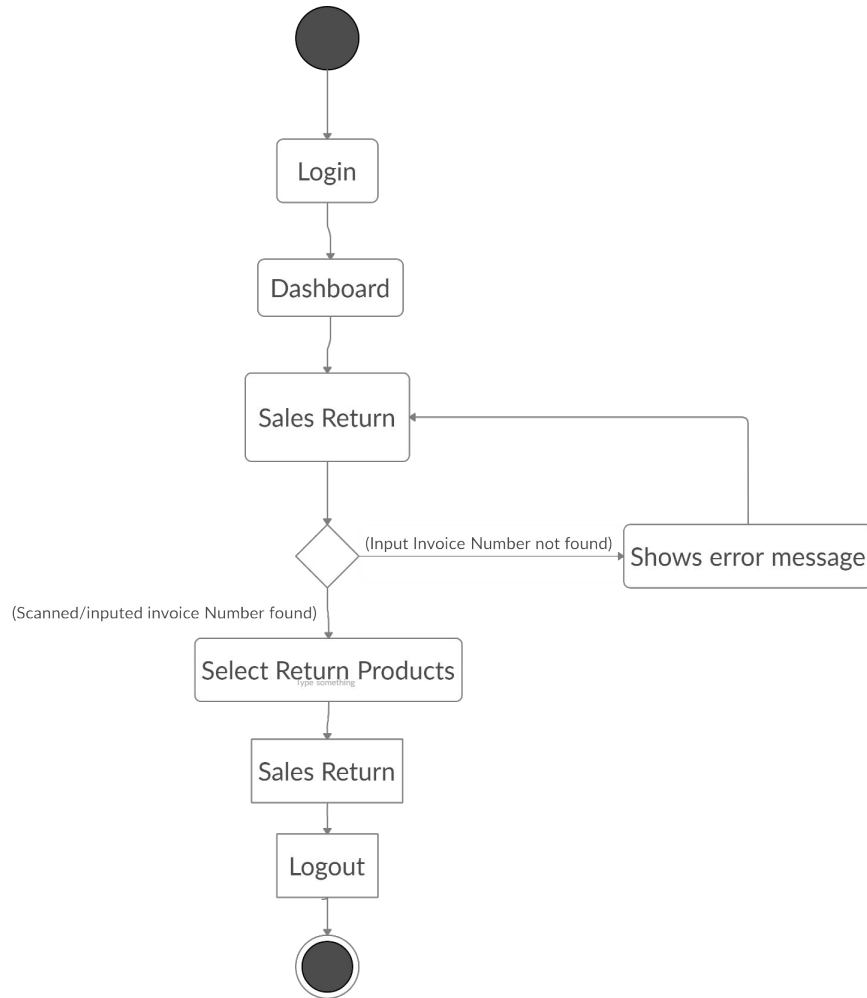 Login
Dashboard
Sales Return
(Input Invoice Number not found)
Shows error message
(Scanned/inputed invoice Number found)
Select Return Products
Type something
Sales Return
Logout